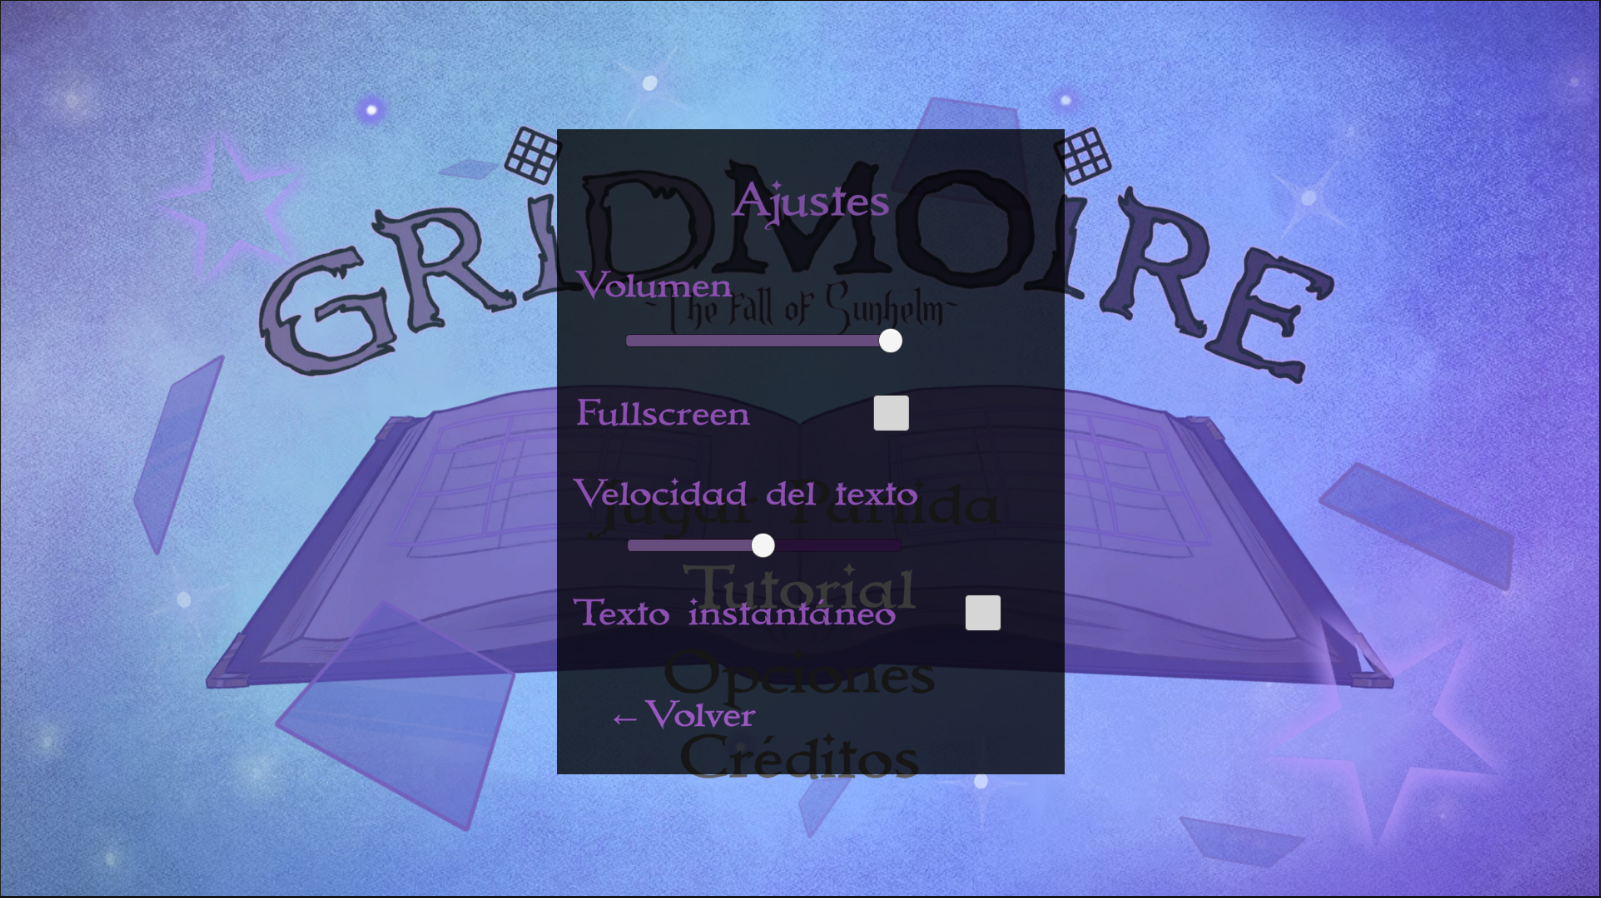 GRIDMOIRE
Ajustes
Volumen
~The Fall of Sunhelm~
Fullscreen
Velocidad del texto
Jugar Partida
Tutorial
Texto instantáneo
Opciones
←Volver
Créditos